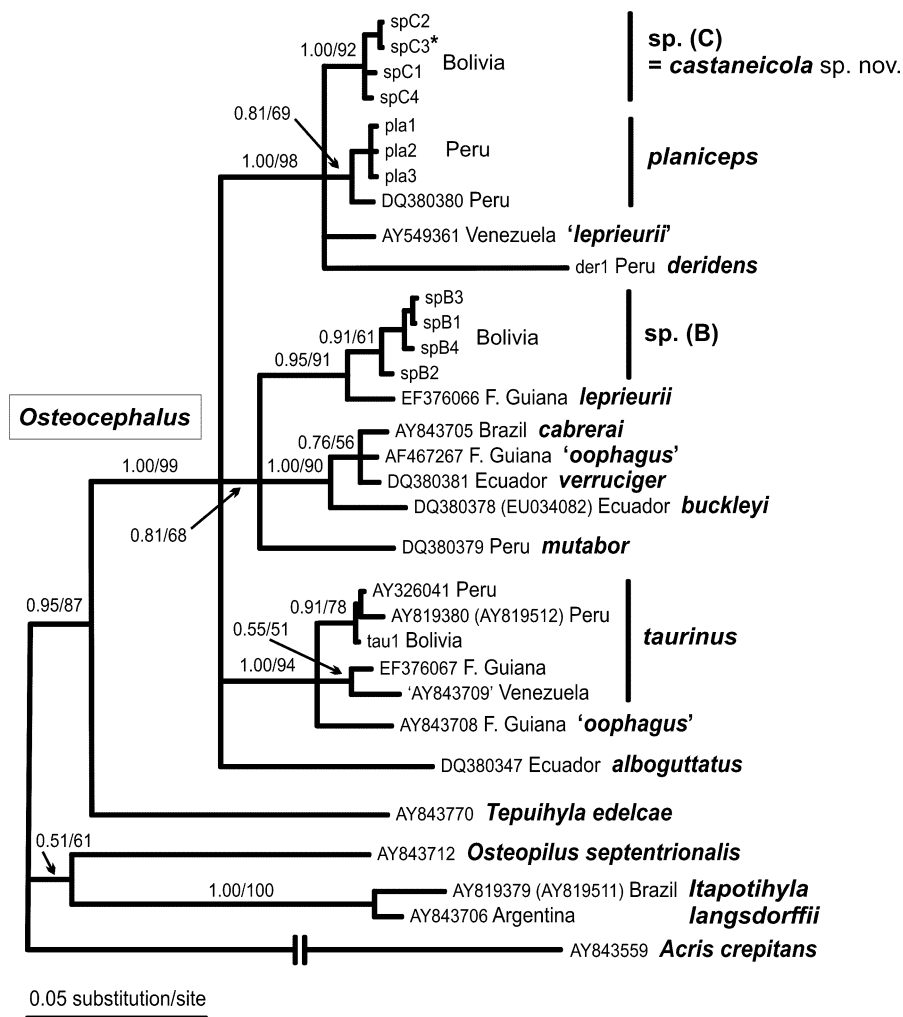 spC2
spC3*
1.00/92
Bolivia
spC1
spC4
sp. (C)
= castaneicola sp. nov.
0.81/69
pla1
1.00/98
pla2
Peru
planiceps
pla3
DQ380380 Peru
AY549361 Venezuela ‘leprieurii’
der1 Peru deridens
spB3
spB1
0.91/61
Bolivia
sp. (B)
spB4
0.95/91
spB2
EF376066 F. Guiana leprieurii
Osteocephalus
AY843705 Brazil cabrerai
0.76/56
AF467267 F. Guiana ‘oophagus’
1.00/99
1.00/90
DQ380381 Ecuador verruciger
DQ380378 (EU034082) Ecuador buckleyi
0.81/68
DQ380379 Peru mutabor
AY326041 Peru
0.95/87
0.91/78
AY819380 (AY819512) Peru
0.55/51
tau1 Bolivia
taurinus
1.00/94
EF376067 F. Guiana
‘AY843709’ Venezuela
AY843708 F. Guiana ‘oophagus’
DQ380347 Ecuador alboguttatus
AY843770 Tepuihyla edelcae
0.51/61
AY843712 Osteopilus septentrionalis
1.00/100
AY819379 (AY819511) Brazil Itapotihyla
AY843706 Argentina langsdorffii
AY843559 Acris crepitans
0.05 substitution/site